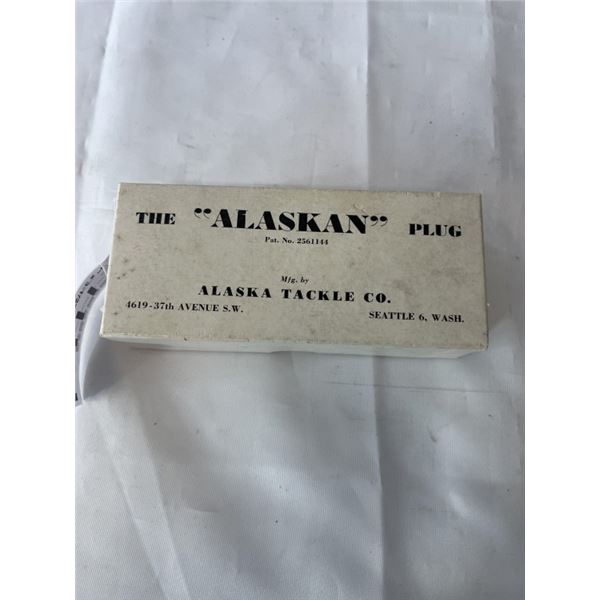 THE "ALASKAN" PLUG
Pat. No. 2561144
Mfg. by
ALASKA TACKLE CO.
4619-37th AVENUE S.W. SEATTLE 6, WASH.